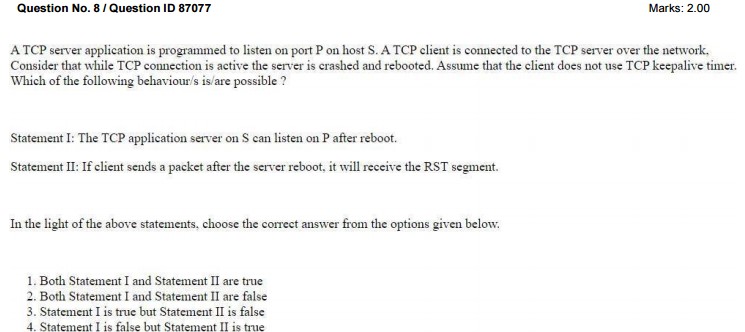 Question No. 8 / Question ID 87077 Marks: 2.00
A TCP server application is programmed to listen on port P on host S. A TCP client is connected to the TCP server over the network.
Consider that while TCP connection is active the server is crashed and rebooted. Assume that the client does not use TCP keepalive timer.
Which of the following behaviour/s is/are possible ?
Statement I: The TCP application server on S can listen on P after reboot.
Statement II: If client sends a packet after the server reboot, it will receive the RST segment.
In the light of the above statements, choose the correct answer from the options given below.
1. Both Statement I and Statement II are true
2. Both Statement I and Statement II are false
3. Statement I is true but Statement II is false
4. Statement I is false but Statement II is true